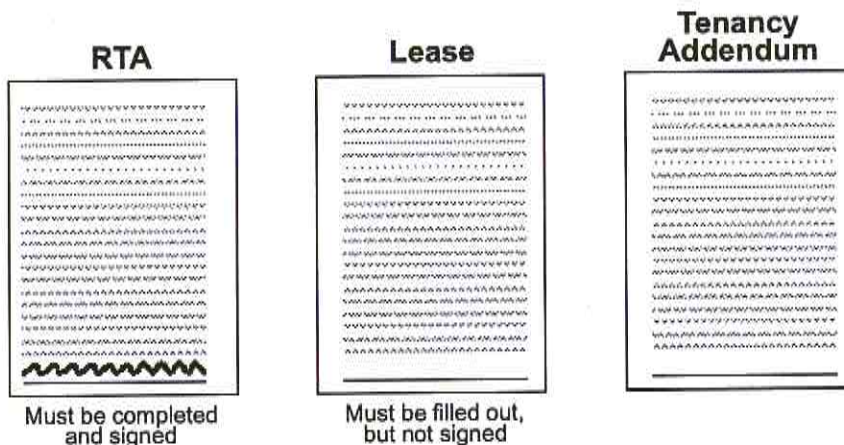 RTA
Lease
Tenancy
Addendum
Must be completed
and signed
Must be filled out,
but not signed